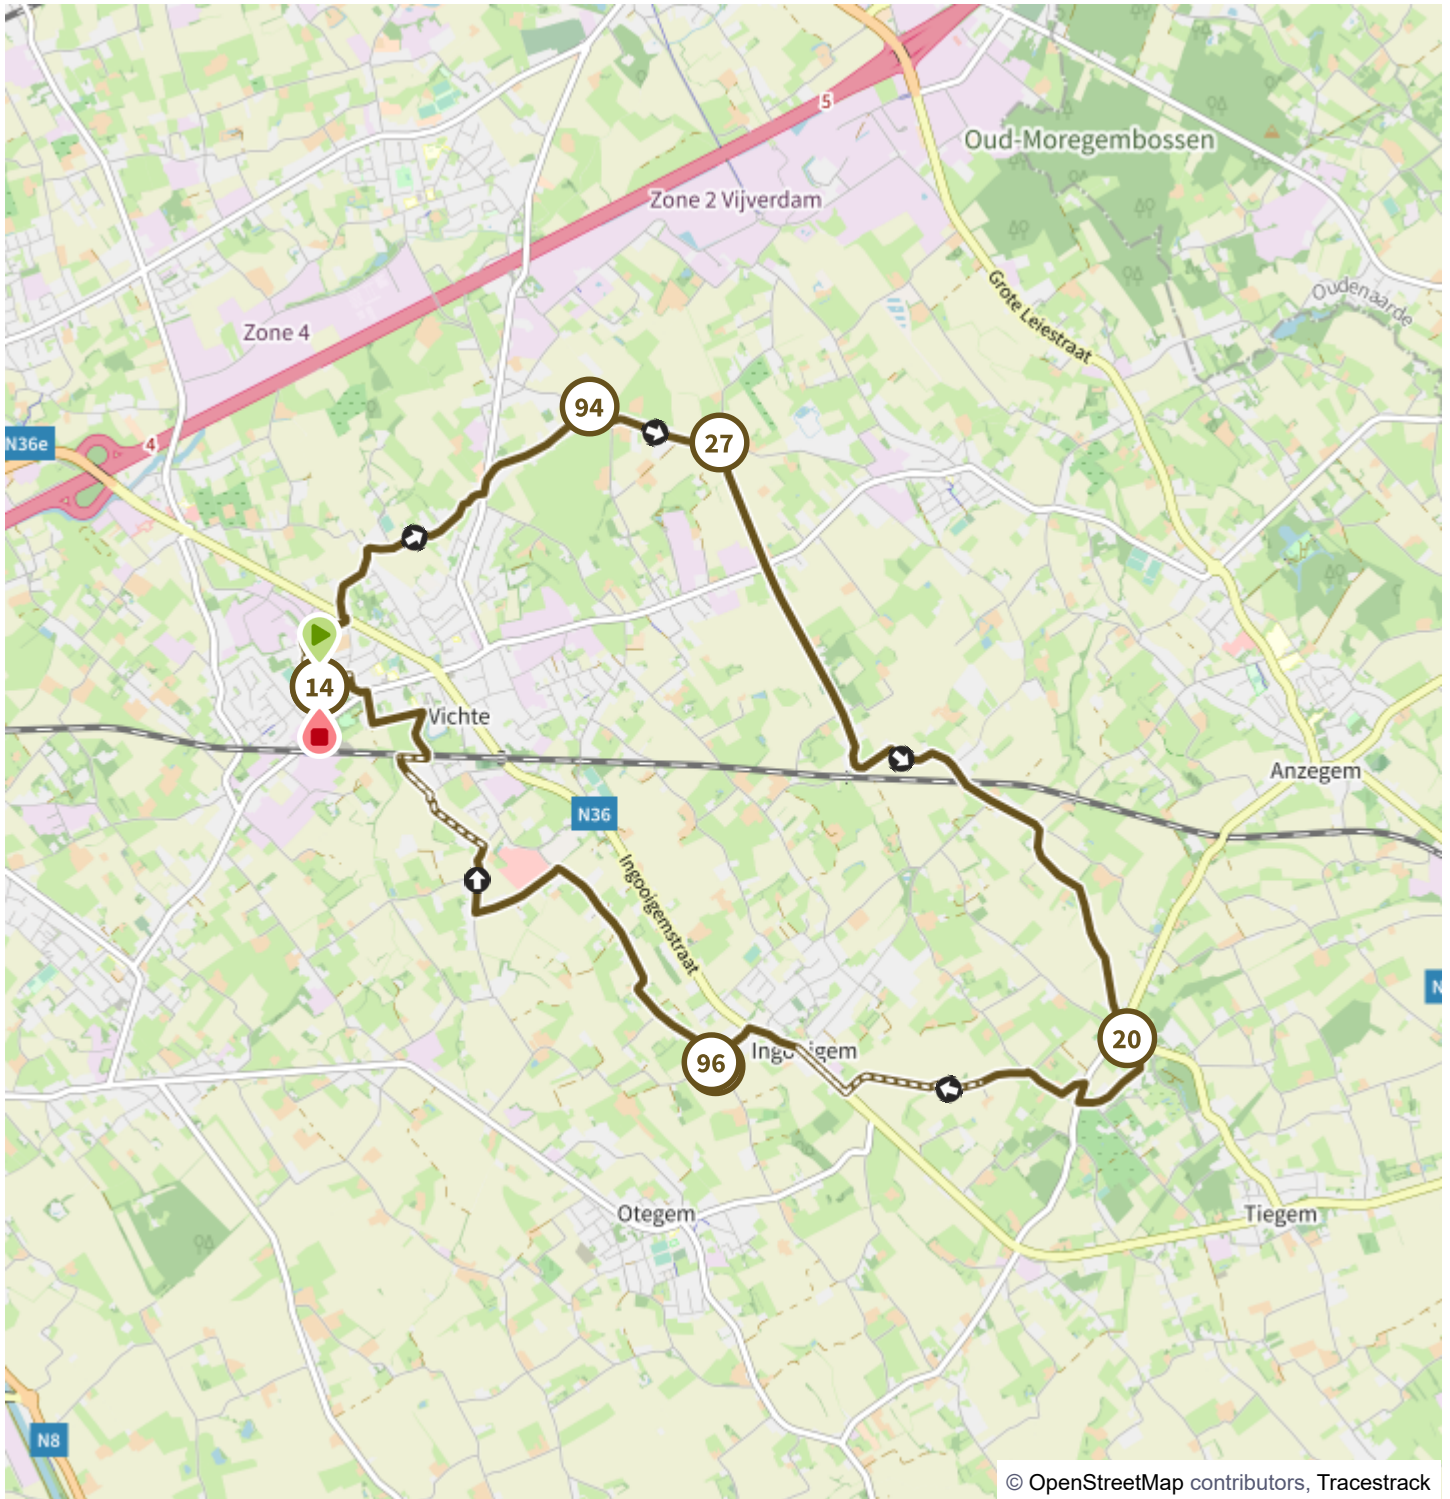 5
Oud-Moregembossen
Zone 2 Vijverdam
Grote Leiestraat
Oudenaarde
Zone 4
94
N36e
4
27
14
Vichte
Anzegem
N36
Ingooigemstraat
N
20
96
Otegem
Tiegem
N8
© OpenStreetMap contributors, Tracestrack